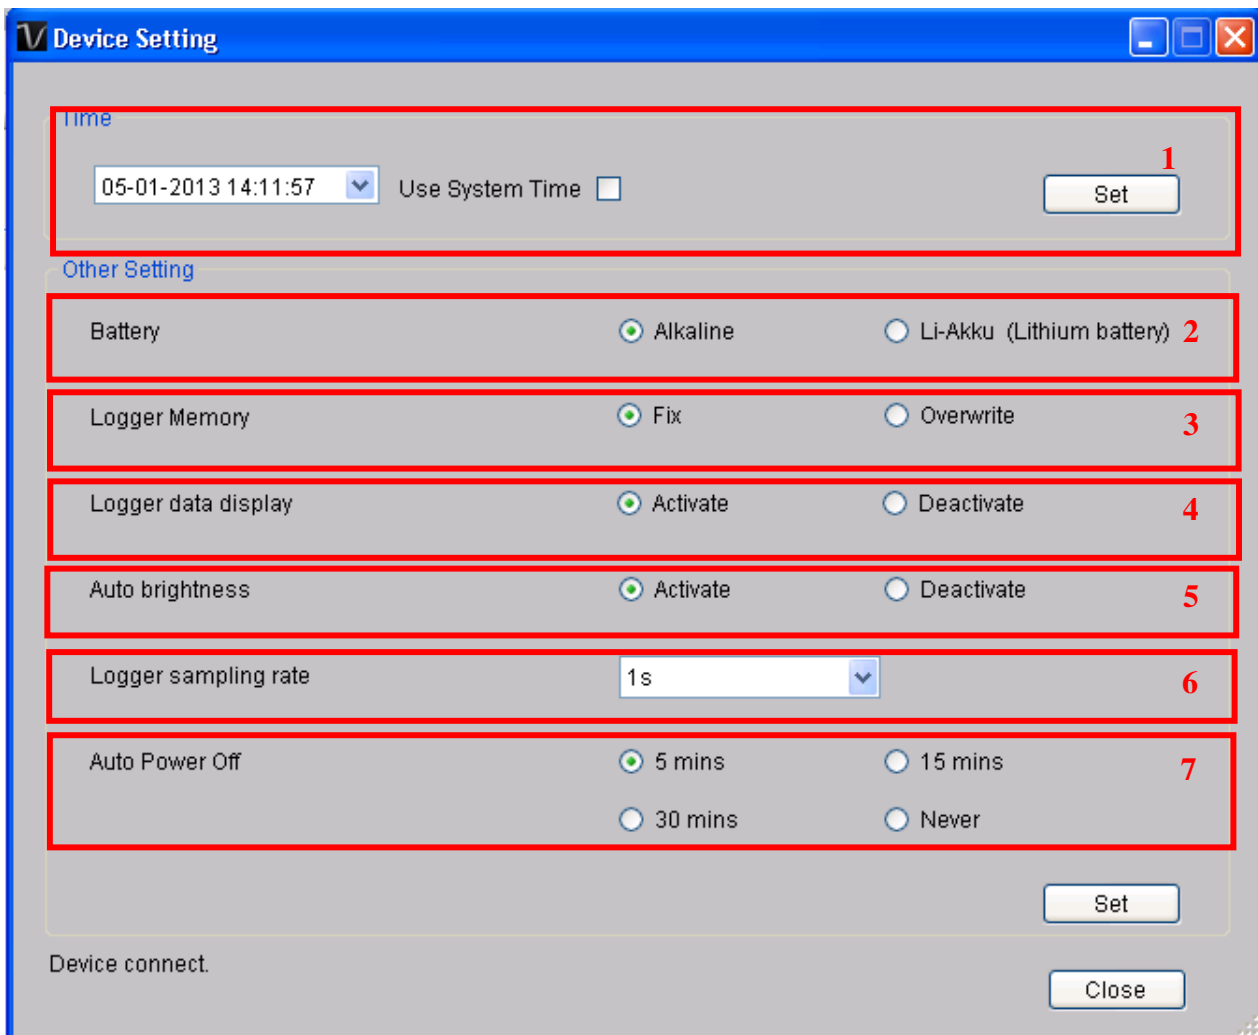 Device Setting
Time
1
05-01-2013 14:11:57 Use System Time Set
Other Setting
Battery Alkaline Li-Akku (Lithium battery) 2
Logger Memory Fix Overwrite 3
Logger data display Activate Deactivate 4
Auto brightness Activate Deactivate 5
Logger sampling rate 1s 6
Auto Power Off 5 mins 15 mins 7
30 mins Never
Set
Device connect.
Close